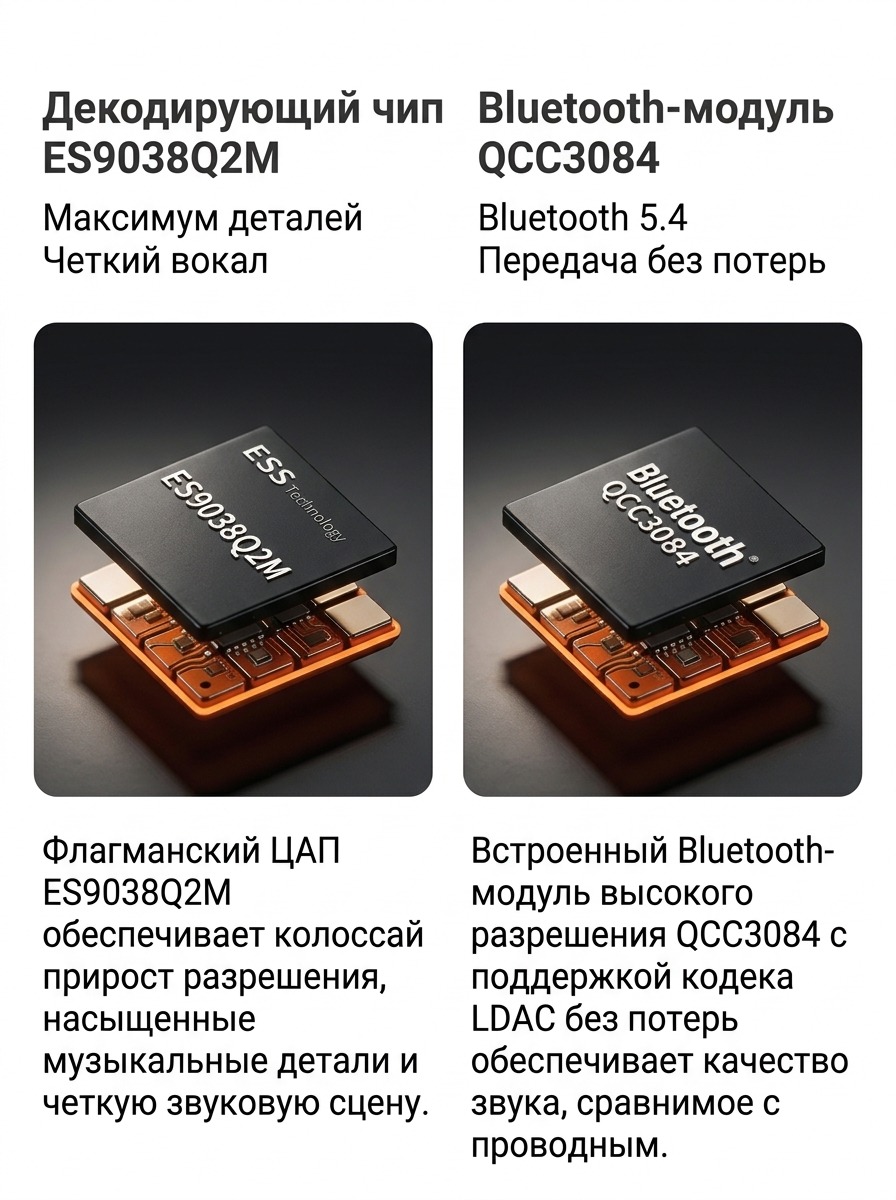 Декодирующий чип
ES9038Q2M
Максимум деталей
Четкий вокал
Bluetooth-модуль
QCC3084
Bluetooth 5.4
Передача без потерь
ESS Technology
ES9038Q2M
Bluetooth®
QCC3084
Флагманский ЦАП
ES9038Q2M
обеспечивает колоссай
прирост разрешения,
насыщенные
музыкальные детали и
четкую звуковую сцену.
Встроенный Bluetooth-
модуль высокого
разрешения QCC3084 с
поддержкой кодека
LDAC без потерь
обеспечивает качество
звука, сравнимое с
проводным.